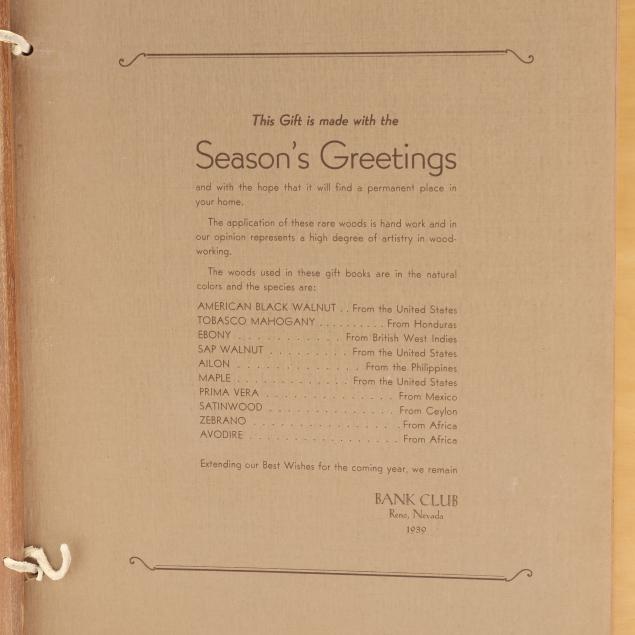 This Gift is made with the
Season's Greetings
and with the hope that it will find a permanent place in
your home.
The application of these rare woods is hand work and in
our opinion represents a high degree of artistry in wood-
working.
The woods used in these gift books are in the natural
colors and the species are:
AMERICAN BLACK WALNUT . . From the United States
TOBASCO MAHOGANY . . . . . . . . . From Honduras
EBONY . . . . . . . . . . . . From British West Indies
SAP WALNUT . . . . . . . . . . From the United States
AILON . . . . . . . . . . . . . . From the Philippines
MAPLE . . . . . . . . . . . . . From the United States
PRIMA VERA . . . . . . . . . . . . . . From Mexico
SATINWOOD . . . . . . . . . . . . . . From Ceylon
ZEBRANO . . . . . . . . . . . . . . . . From Africa
AVODIRE . . . . . . . . . . . . . . . . From Africa
Extending our Best Wishes for the coming year, we remain
BANK CLUB
Reno, Nevada
1939